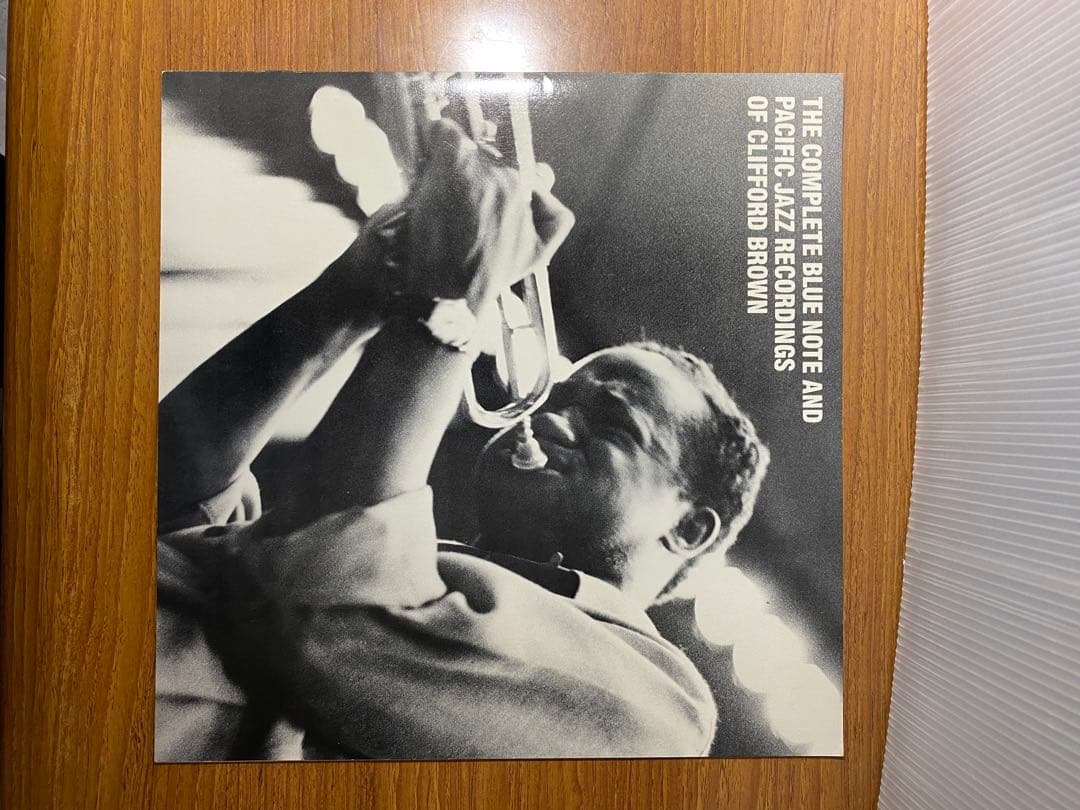 THE COMPLETE BLUE NOTE AND
PACIFIC JAZZ RECORDINGS
OF CLIFFORD BROWN